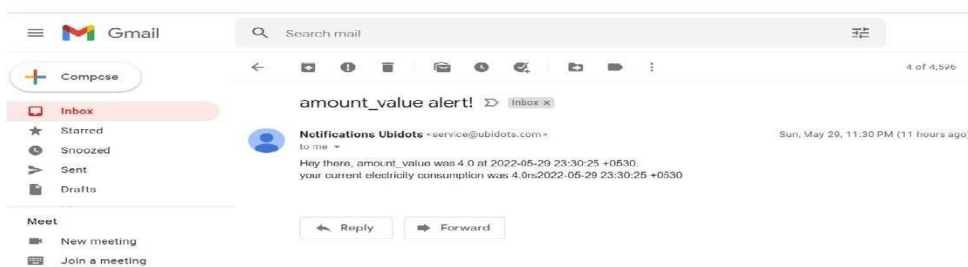 Gmail
Search mail
Compose
4 of 4,596
Inbox
Starred
Snoozed
Sent
Drafts
Meet
New meeting
Join a meeting
amount_value alert! Inbox x
Notifications Ubidots <service@ubidots.com> Sun, May 29, 11:30 PM (11 hours ago)
to me
Hey there, amount_value was 4.0 at 2022-05-29 23:30:25 +0530.
your current electricity consumption was 4.0rs2022-05-29 23:30:25 +0530
Reply Forward